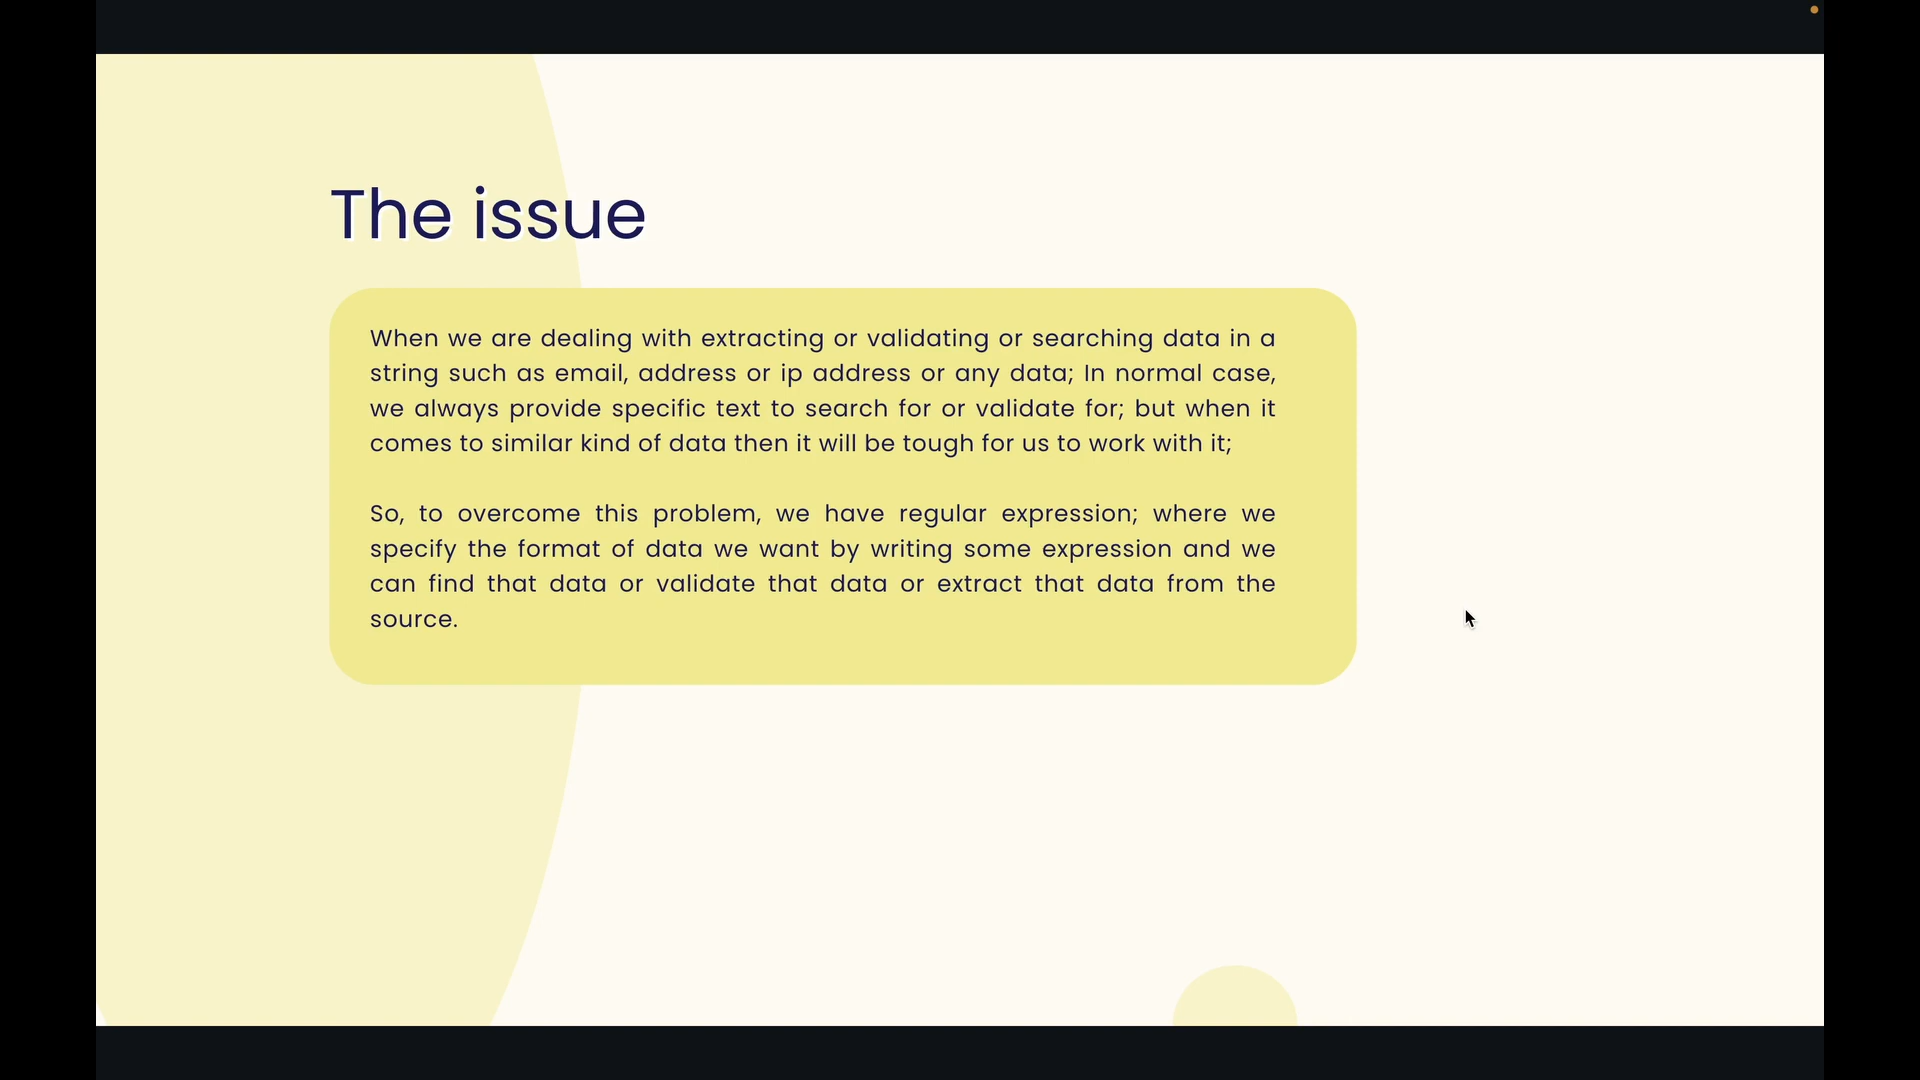 The issue
When we are dealing with extracting or validating or searching data in a
string such as email, address or ip address or any data; In normal case,
we always provide specific text to search for or validate for; but when it
comes to similar kind of data then it will be tough for us to work with it;
So, to overcome this problem, we have regular expression; where we
specify the format of data we want by writing some expression and we
can find that data or validate that data or extract that data from the
source.